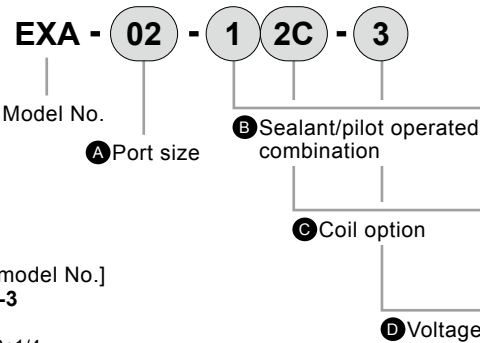 EXA - 02 - 1 2C - 3
Model No.
A Port size
B Sealant/pilot operated
combination
C Coil option
model No.]
-3
D Voltage